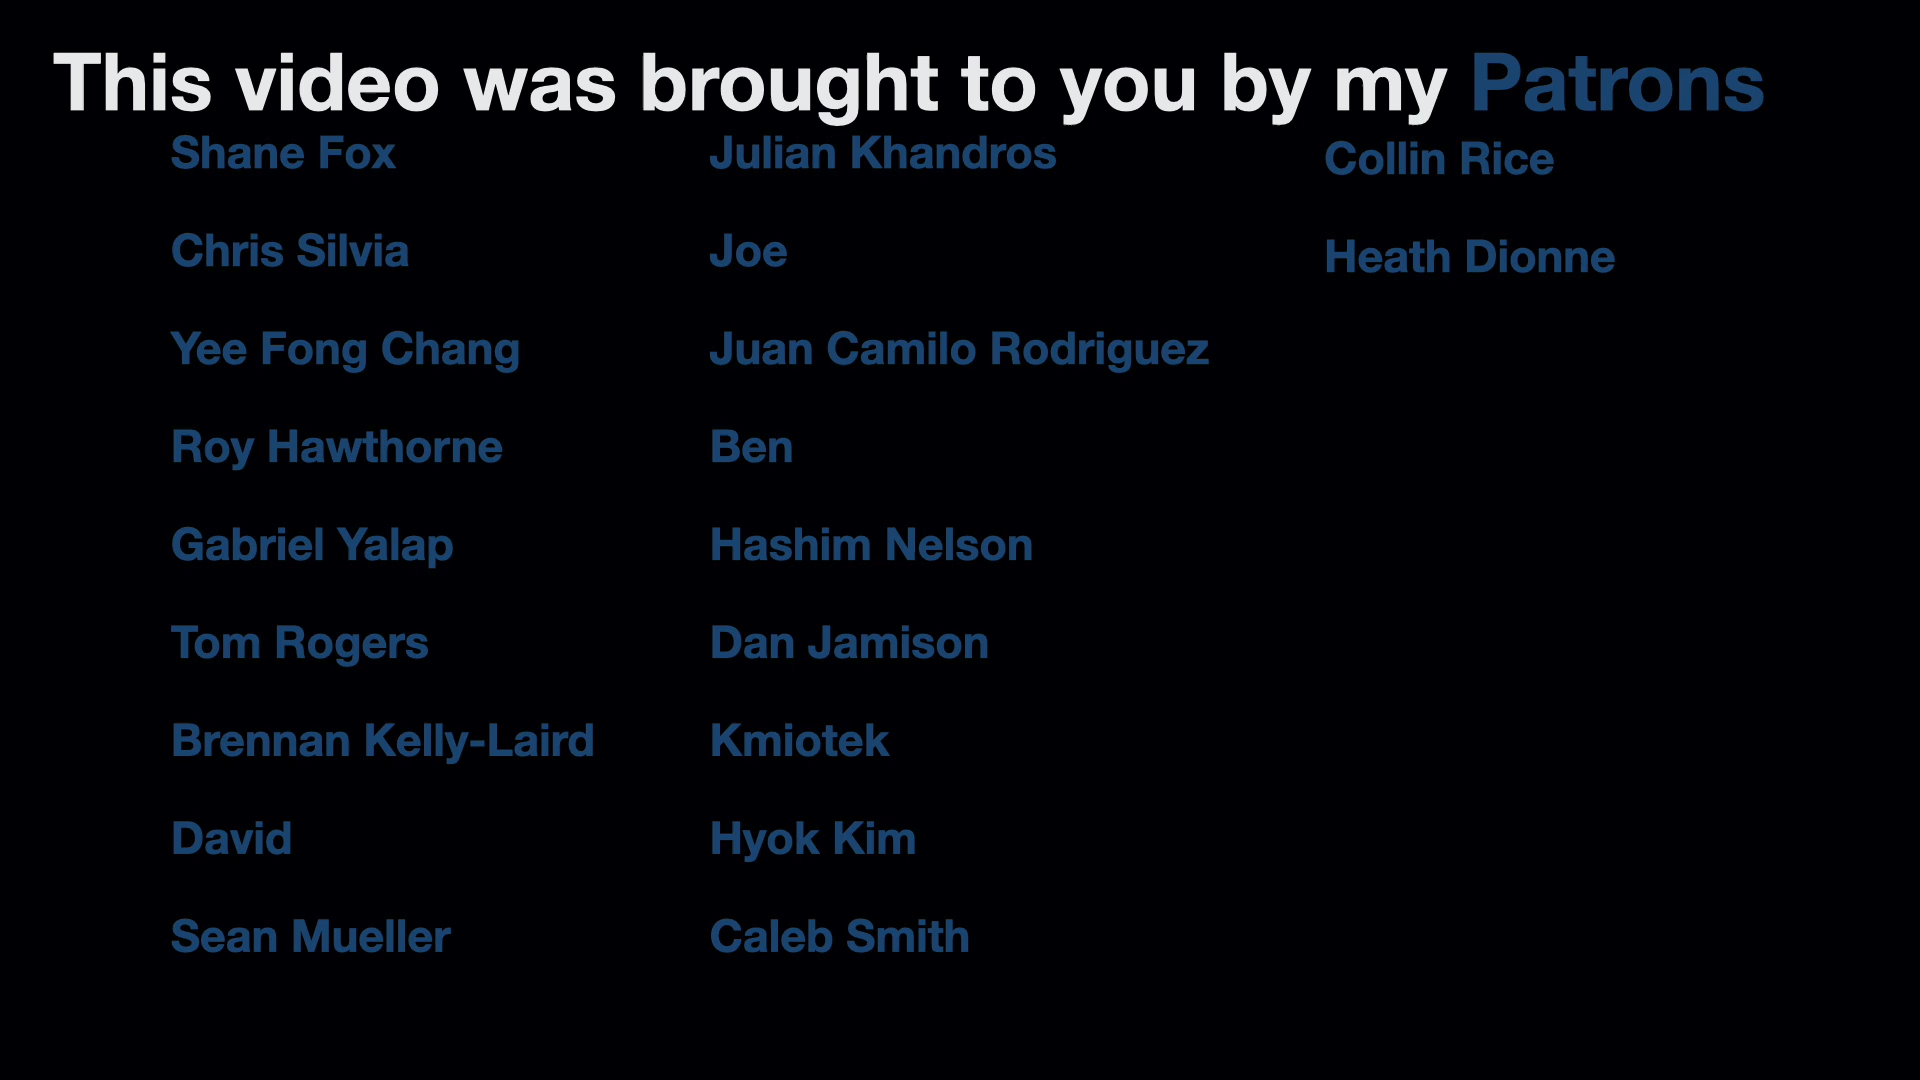 This video was brought to you by my Patrons
Shane Fox
Chris Silvia
Yee Fong Chang
Roy Hawthorne
Gabriel Yalap
Tom Rogers
Brennan Kelly-Laird
David
Sean Mueller
Julian Khandros
Joe
Juan Camilo Rodriguez
Ben
Hashim Nelson
Dan Jamison
Kmiotek
Hyok Kim
Caleb Smith
Collin Rice
Heath Dionne